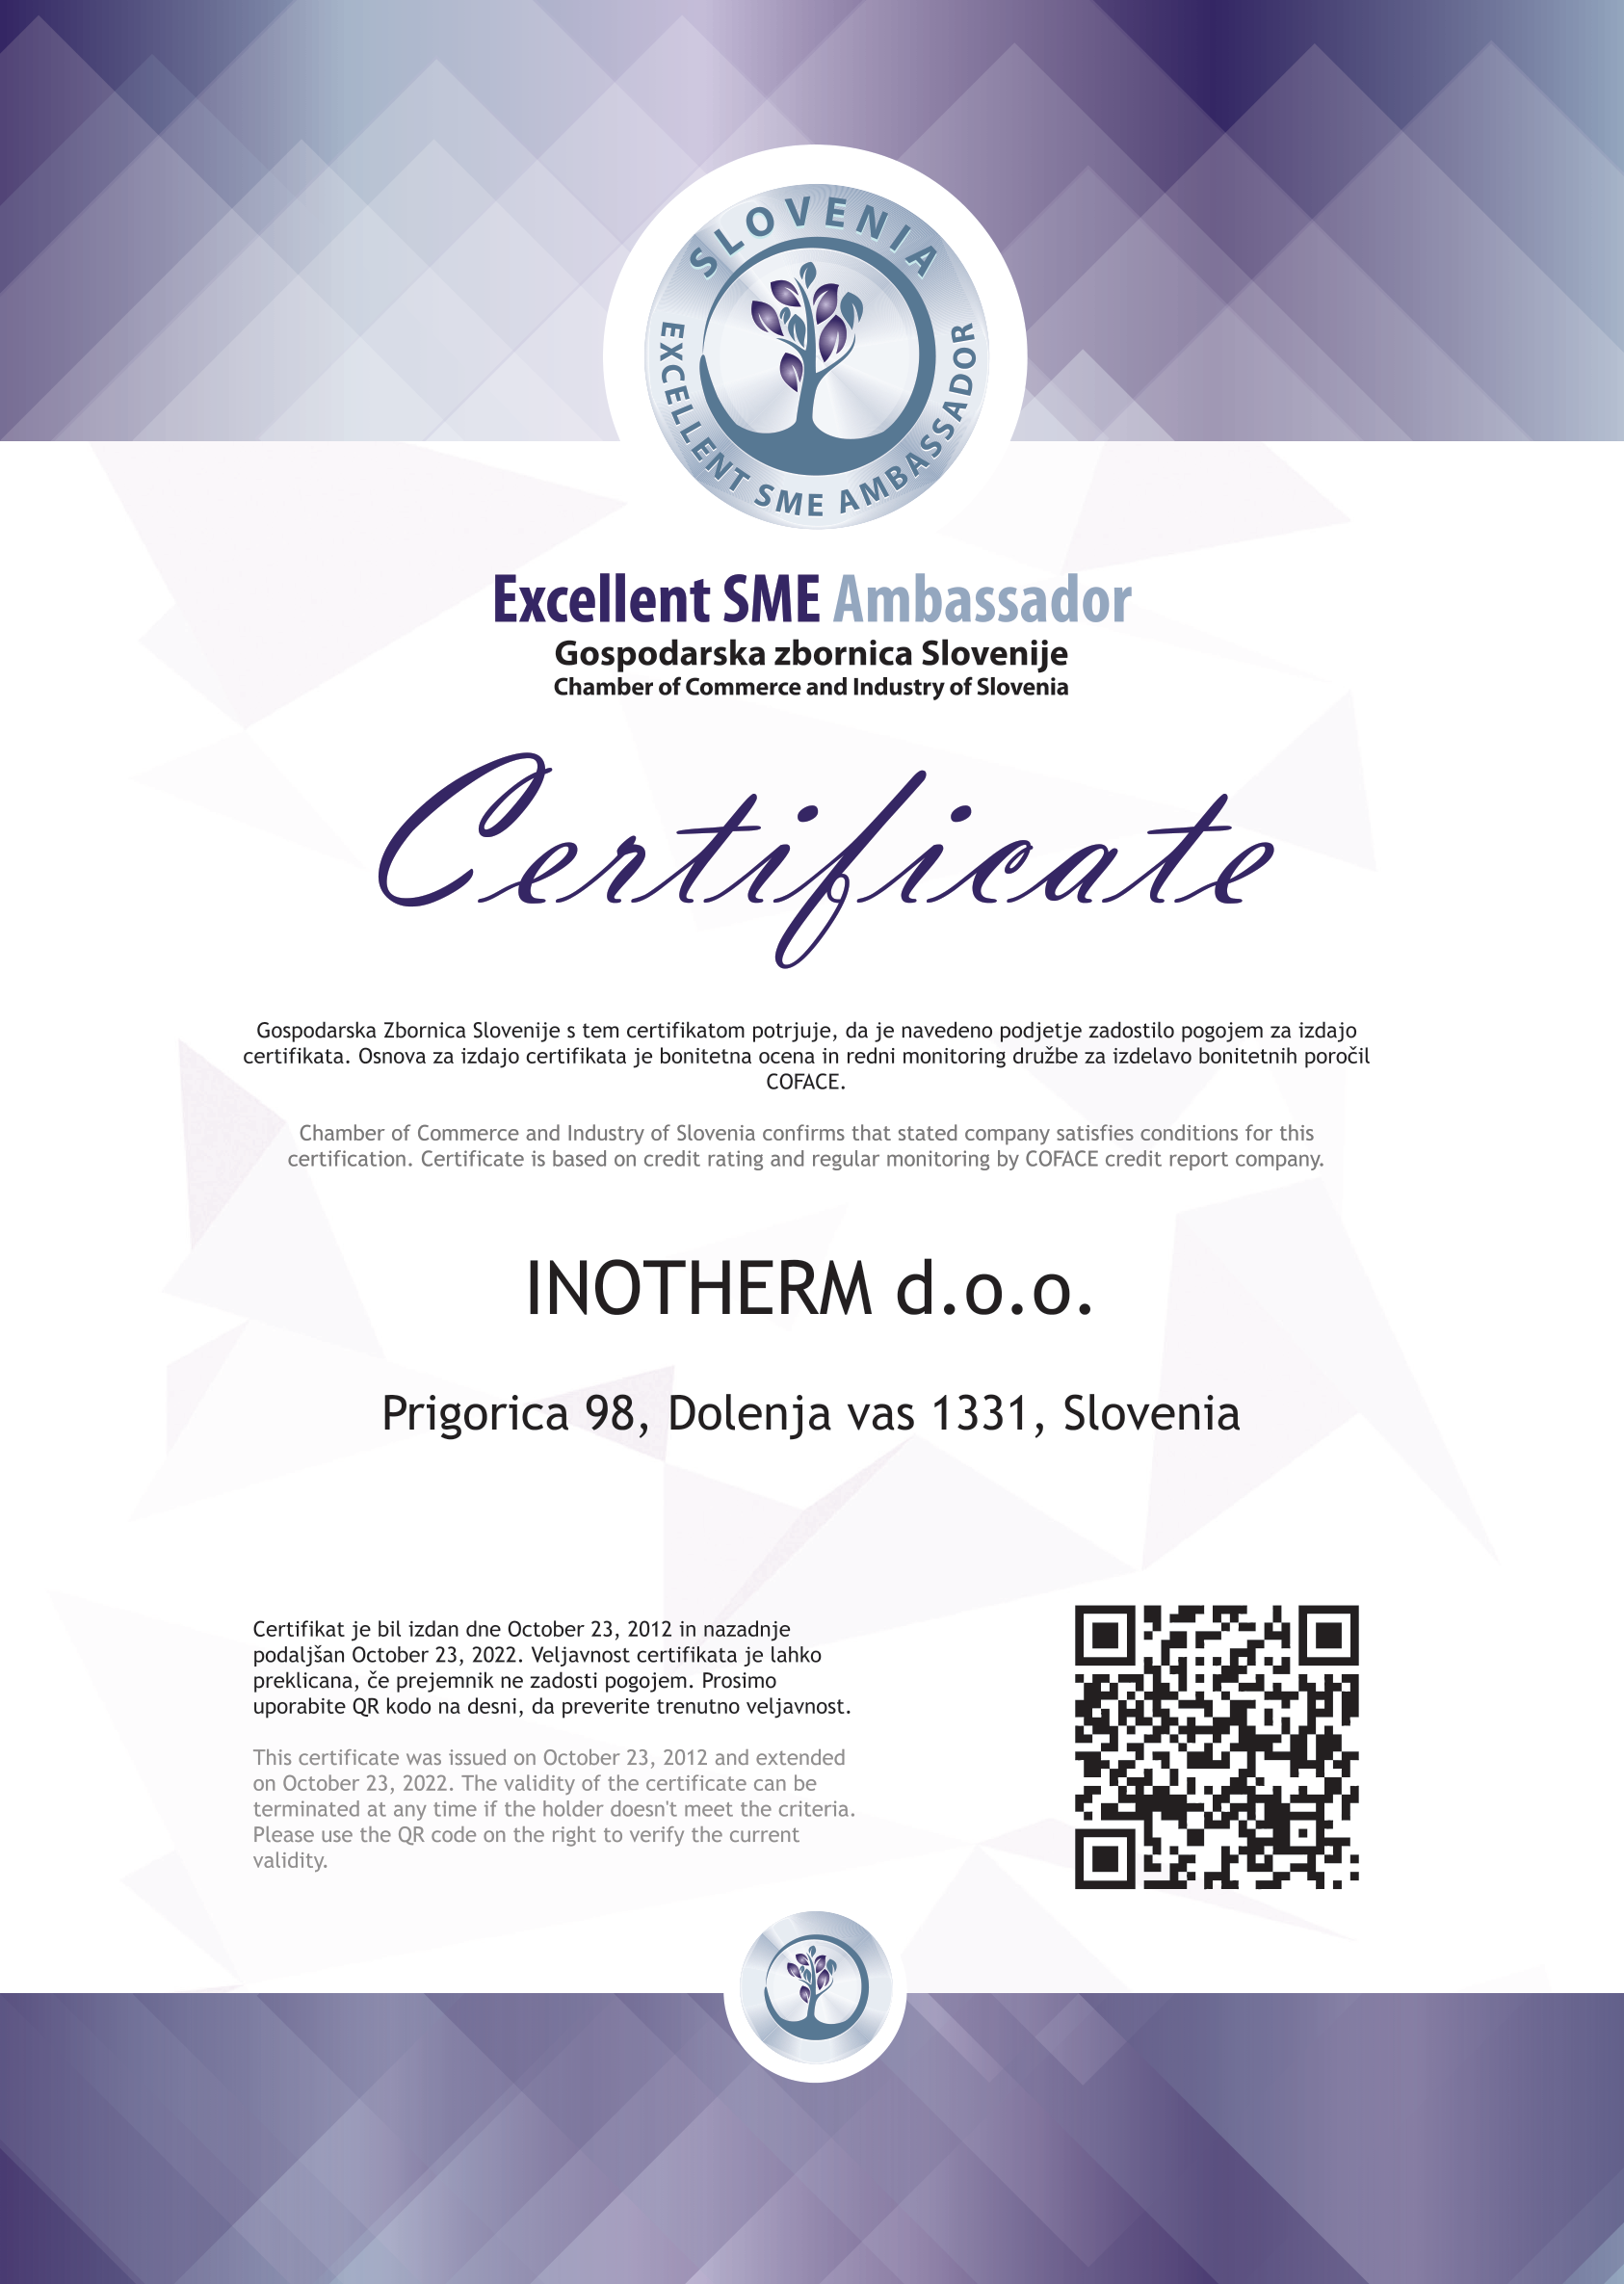 SLOVENIA
EXCELLENT SME AMBASSADOR
Excellent SME Ambassador
Gospodarska zbornica Slovenije
Chamber of Commerce and Industry of Slovenia
Certificate
Gospodarska Zbornica Slovenije s tem certifikatom potrjuje, da je navedeno podjetje zadostilo pogojem za izdajo
certifikata. Osnova za izdajo certifikata je bonitetna ocena in redni monitoring družbe za izdelavo bonitetnih poročil
COFACE.
Chamber of Commerce and Industry of Slovenia confirms that stated company satisfies conditions for this
certification. Certificate is based on credit rating and regular monitoring by COFACE credit report company.
INOTHERM d.o.o.
Prigorica 98, Dolenja vas 1331, Slovenia
Certifikat je bil izdan dne October 23, 2012 in nazadnje
podaljšan October 23, 2022. Veljavnost certifikata je lahko
preklicana, če prejemnik ne zadosti pogojem. Prosimo
uporabite QR kodo na desni, da preverite trenutno veljavnost.
This certificate was issued on October 23, 2012 and extended
on October 23, 2022. The validity of the certificate can be
terminated at any time if the holder doesn't meet the criteria.
Please use the QR code on the right to verify the current
validity.